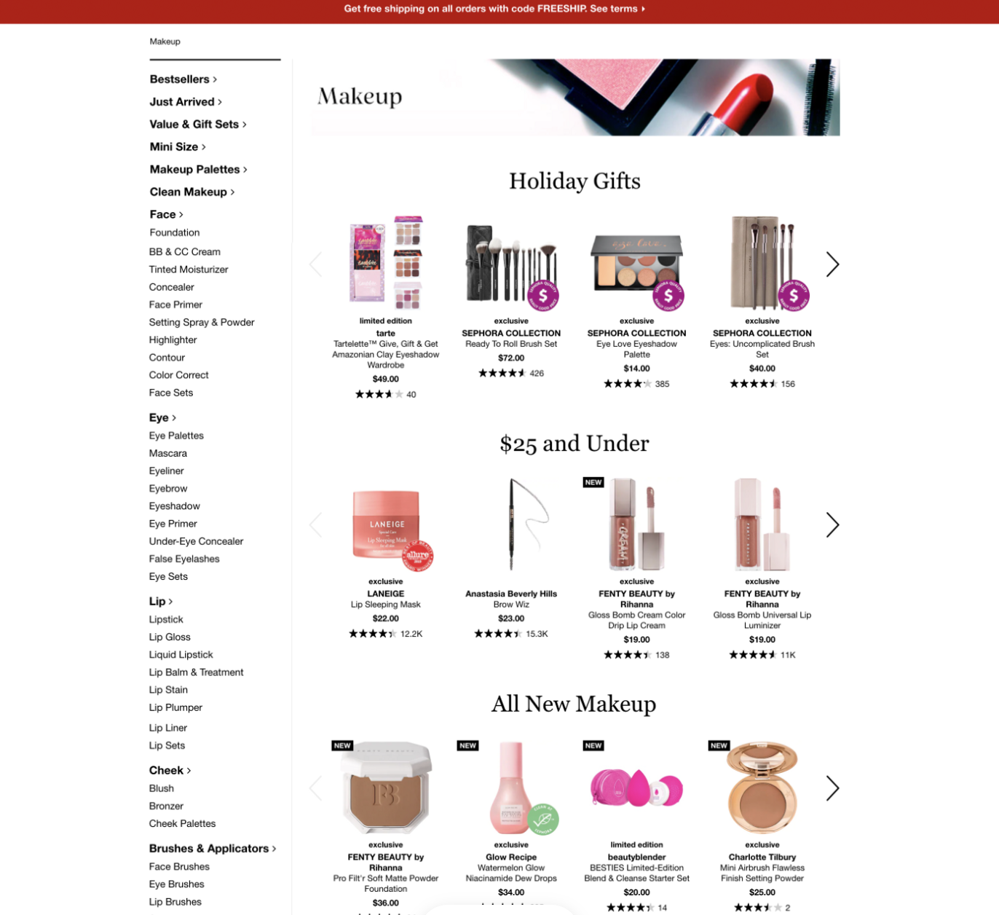 Get free shipping on all orders with code FREESHIP. See terms
Makeup
Bestsellers
Just Arrived
Value & Gift Sets
Mini Size
Makeup Palettes
Clean Makeup
Face
Foundation
BB & CC Cream
Tinted Moisturizer
Concealer
Face Primer
Setting Spray & Powder
Highlighter
Contour
Color Correct
Face Sets
Eye
Eye Palettes
Mascara
Eyeliner
Eyebrow
Eyeshadow
Eye Primer
Under-Eye Concealer
False Eyelashes
Eye Sets
Lip
Lipstick
Lip Gloss
Liquid Lipstick
Lip Balm & Treatment
Lip Stain
Lip Plumper
Lip Liner
Lip Sets
Cheek
Blush
Bronzer
Cheek Palettes
Brushes & Applicators
Face Brushes
Eye Brushes
Lip Brushes
Makeup
Holiday Gifts
limited edition
tarte
Tartelette™ Give, Gift & Get
Amazonian Clay Eyeshadow
Wardrobe
$49.00
40
$
exclusive
SEPHORA COLLECTION
Ready To Roll Brush Set
$72.00
426
$
exclusive
SEPHORA COLLECTION
Eye Love Eyeshadow
Palette
$14.00
385
$
exclusive
SEPHORA COLLECTION
Eyes: Uncomplicated Brush
Set
$40.00
156
$25 and Under
LANEIGE
Special Care
Lip Sleeping Mask
allure
exclusive
LANEIGE
Lip Sleeping Mask
$22.00
12.2K
Anastasia Beverly Hills
Brow Wiz
$23.00
15.3K
NEW
exclusive
FENTY BEAUTY by
Rihanna
Gloss Bomb Cream Color
Drip Lip Cream
$19.00
138
exclusive
FENTY BEAUTY by
Rihanna
Gloss Bomb Universal Lip
Luminizer
$19.00
11K
All New Makeup
NEW
exclusive
FENTY BEAUTY by
Rihanna
Pro Filt'r Soft Matte Powder
Foundation
$36.00
NEW
exclusive
Glow Recipe
Watermelon Glow
Niacinamide Dew Drops
$34.00
NEW
limited edition
beautyblender
BESTIES Limited-Edition
Blend & Cleanse Starter Set
$20.00
14
NEW
exclusive
Charlotte Tilbury
Mini Airbrush Flawless
Finish Setting Powder
$25.00
2